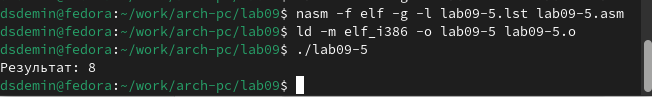 dsdemin@fedora:~/work/arch-pc/lab09$ nasm -f elf -g -l lab09-5.lst lab09-5.asm
dsdemin@fedora:~/work/arch-pc/lab09$ ld -m elf_i386 -o lab09-5 lab09-5.o
dsdemin@fedora:~/work/arch-pc/lab09$ ./lab09-5
Результат: 8
dsdemin@fedora:~/work/arch-pc/lab09$